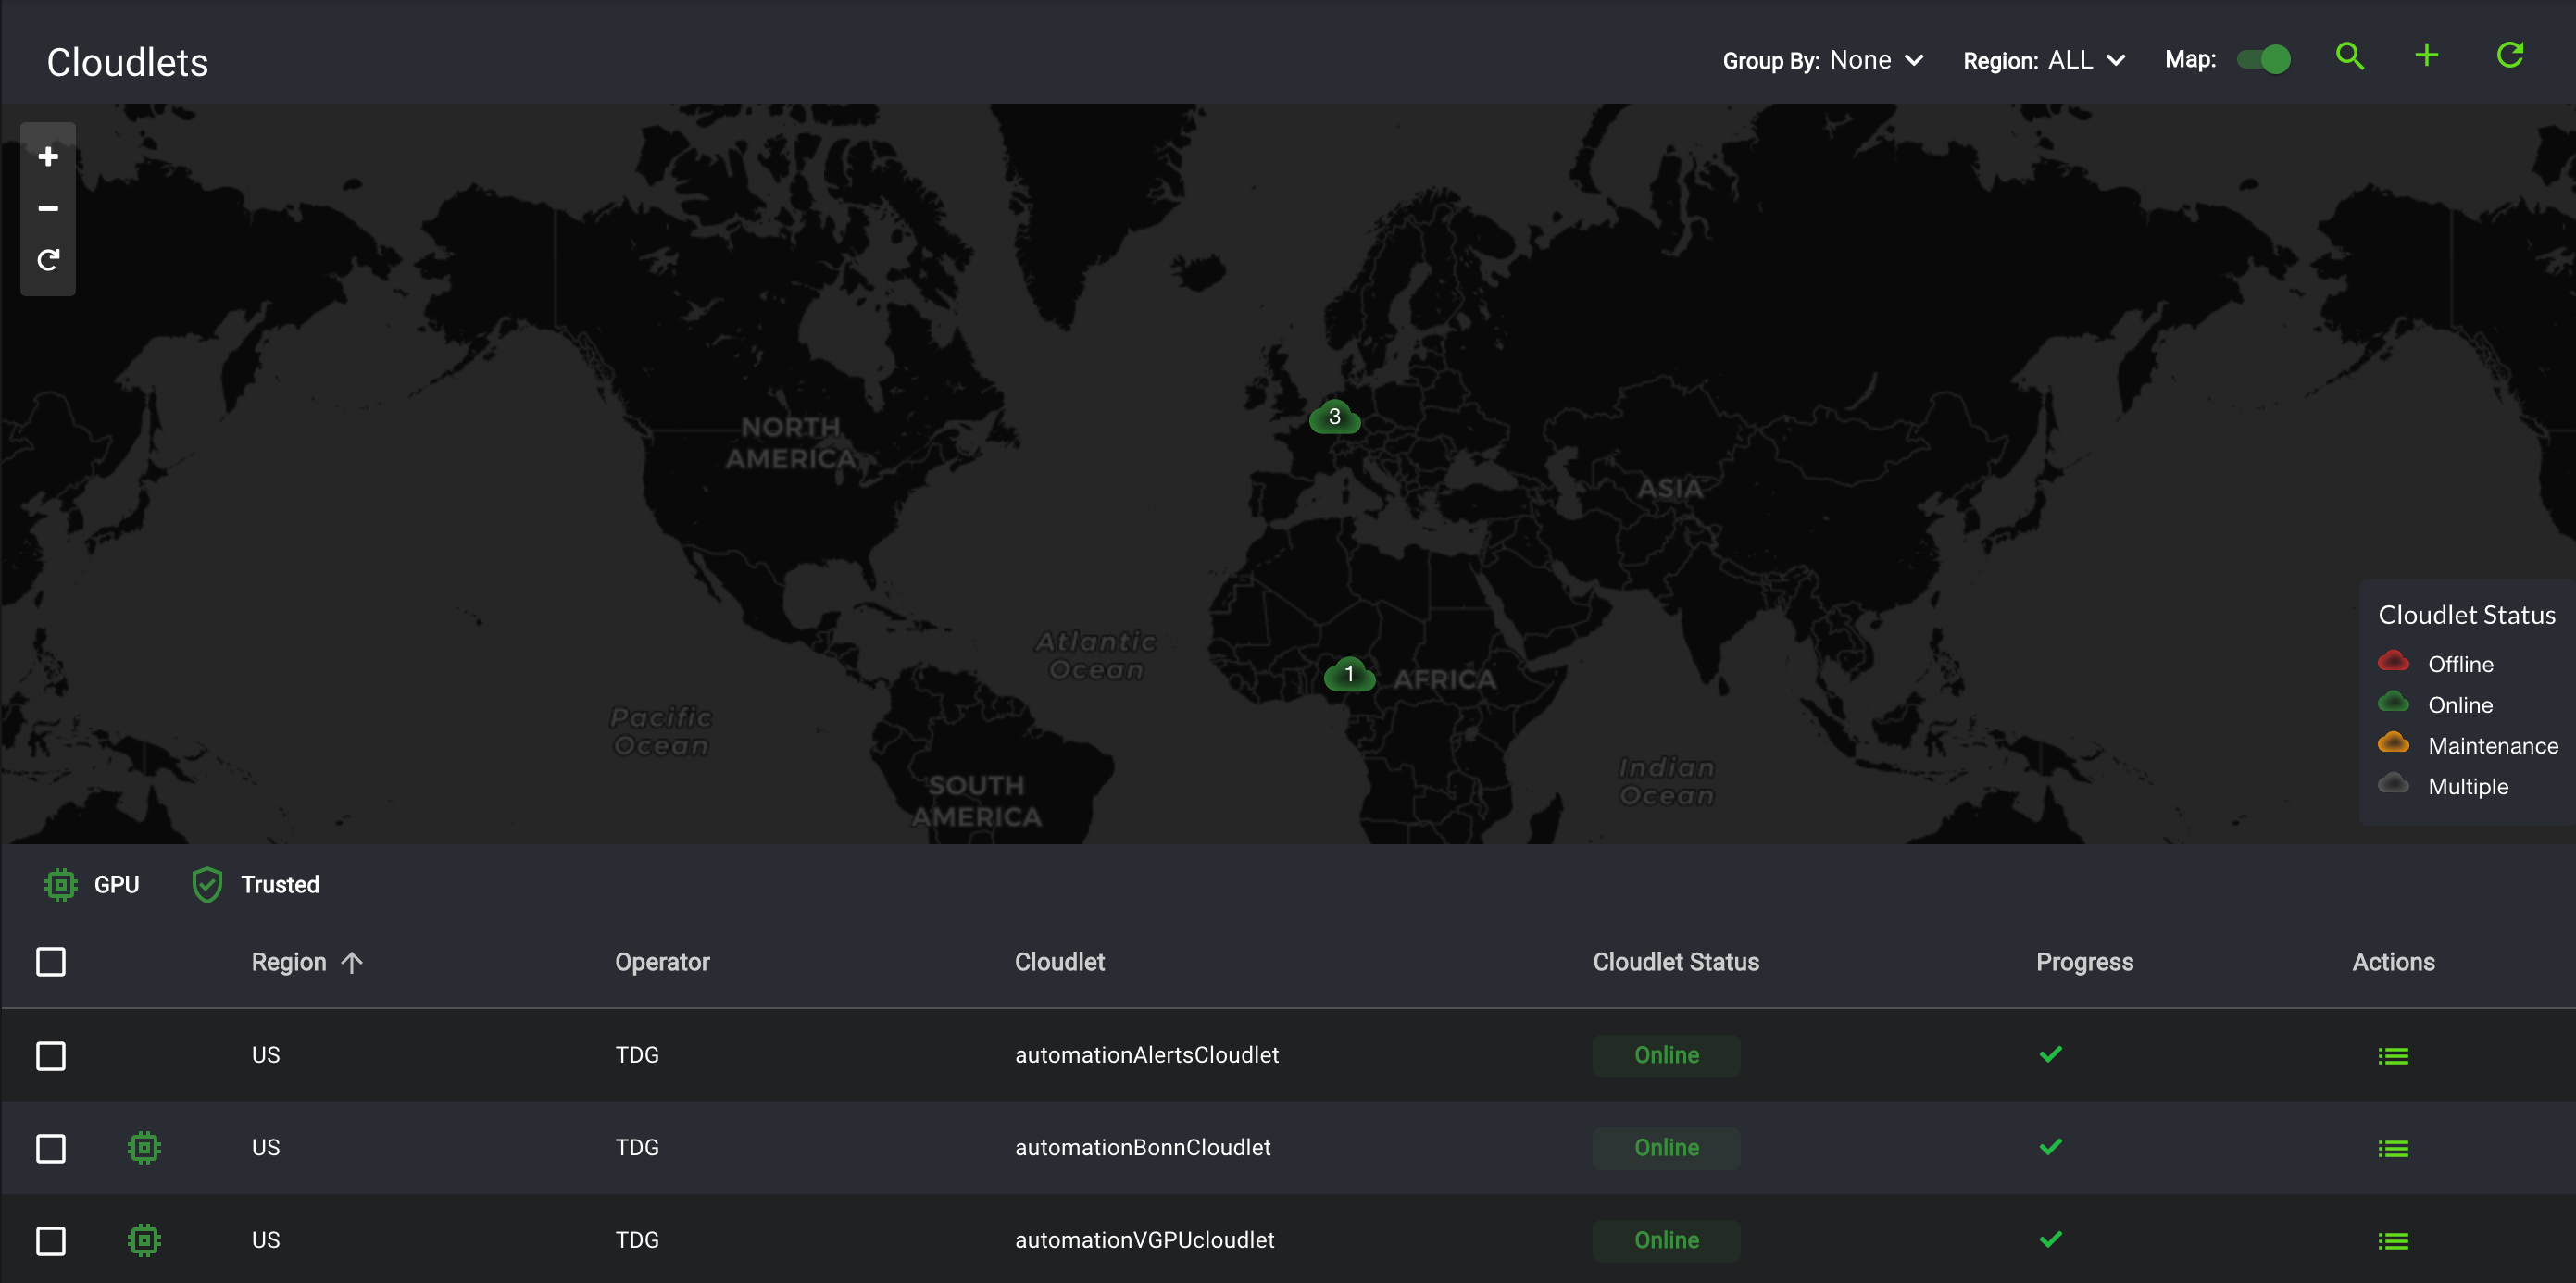 Cloudlets
Group By: None Region: ALL Map:
3
NORTH
AMERICA
ASIA
Atlantic
Ocean
1
AFRICA
Pacific
Ocean
Indian
Ocean
SOUTH
AMERICA
Cloudlet Status
Offline
Online
Maintenance
Multiple
GPU Trusted
Region Operator Cloudlet Cloudlet Status Progress Actions
US TDG automationAlertsCloudlet Online
US TDG automationBonnCloudlet Online
US TDG automationVGPUcloudlet Online